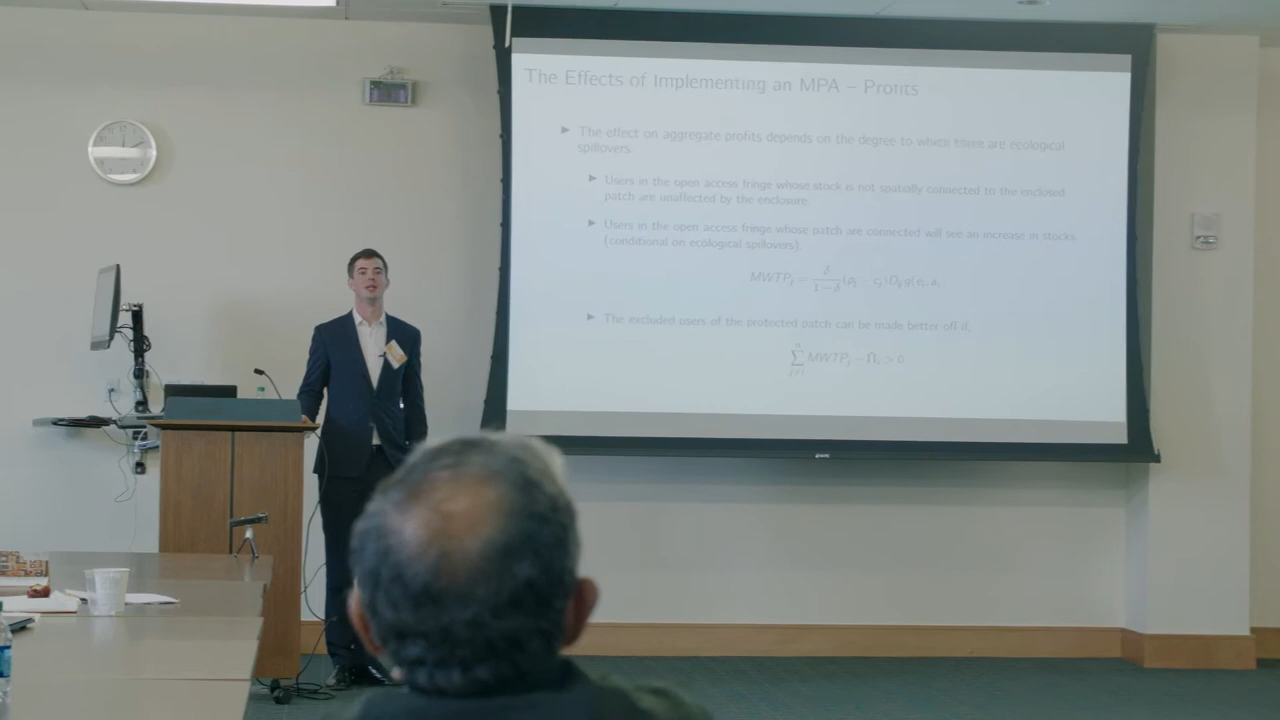 The Effects of Implementing an MPA – Profits
► The effect on aggregate profits depends on the degree to which there are ecological
spillovers.
► Users in the open access fringe whose stock is not spatially connected to the enclosed
patch are unaffected by the enclosure.
► Users in the open access fringe whose patch are connected will see an increase in stocks
(conditional on ecological spillovers).
MWTP
► The excluded users of the protected patch can be made better off if,
MWTP > 0